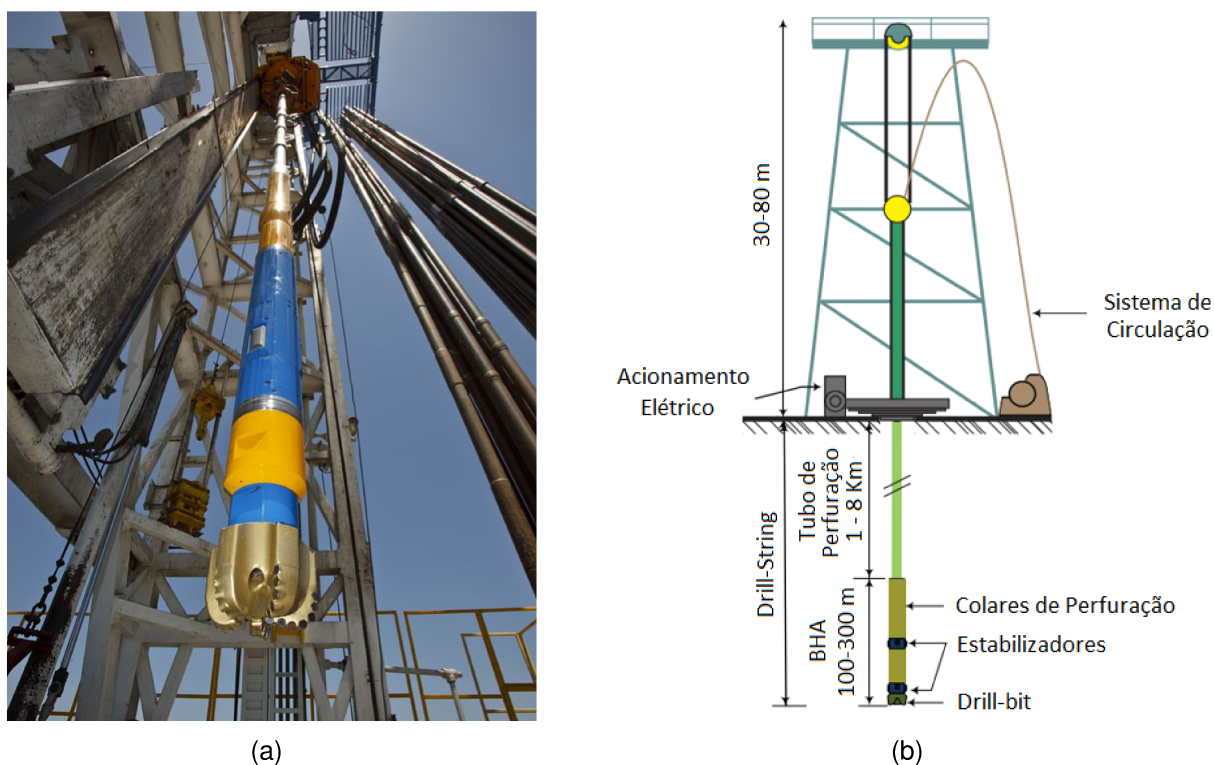 30-80 m
Sistema de
Circulação
Acionamento
Elétrico
Drill-String
Tubo de
Perfuração
1 - 8 Km
BHA
100-300 m
Colares de Perfuração
Estabilizadores
Drill-bit
(a)
(b)